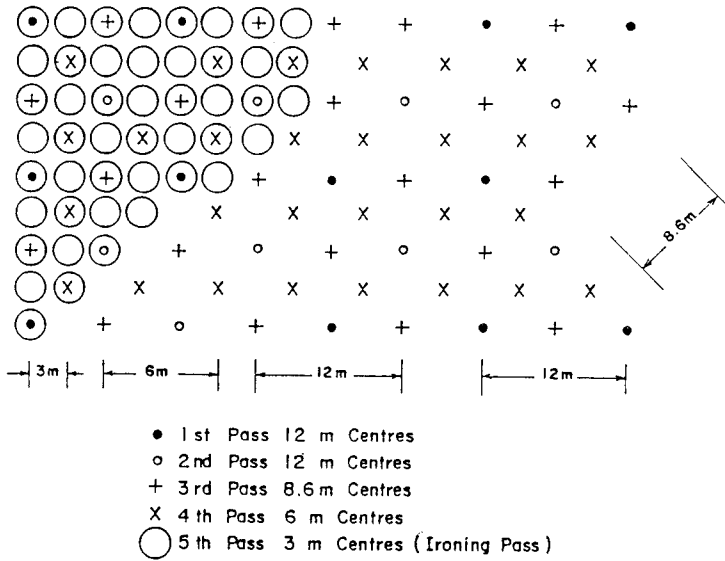 8.6m
3m 6m 12m 12m
1st Pass 12 m Centres
2nd Pass 12 m Centres
3rd Pass 8.6m Centres
4th Pass 6 m Centres
5th Pass 3 m Centres (Ironing Pass)